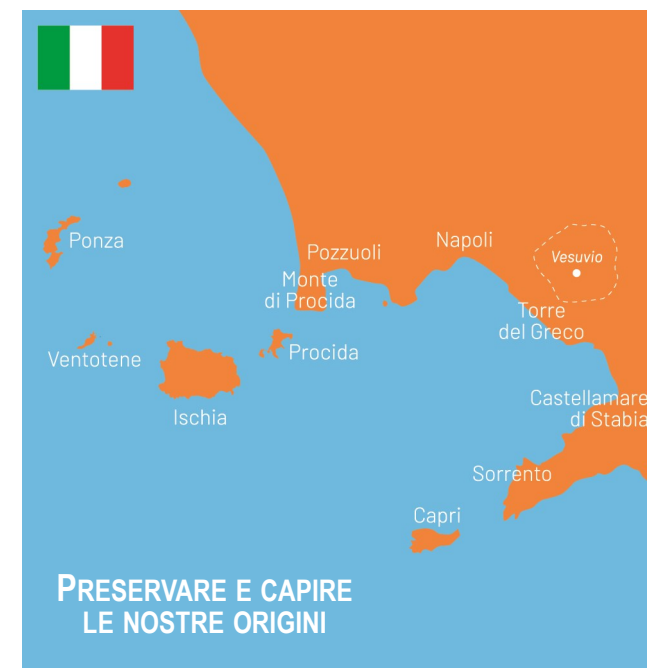 Ponza
Pozzuoli
Napoli
Vesuvio
Monte
di Procida
Torre
del Greco
Ventotene
Procida
Ischia
Castellamare
di Stabia
Sorrento
Capri
PRESERVARE E CAPIRE
LE NOSTRE ORIGINI